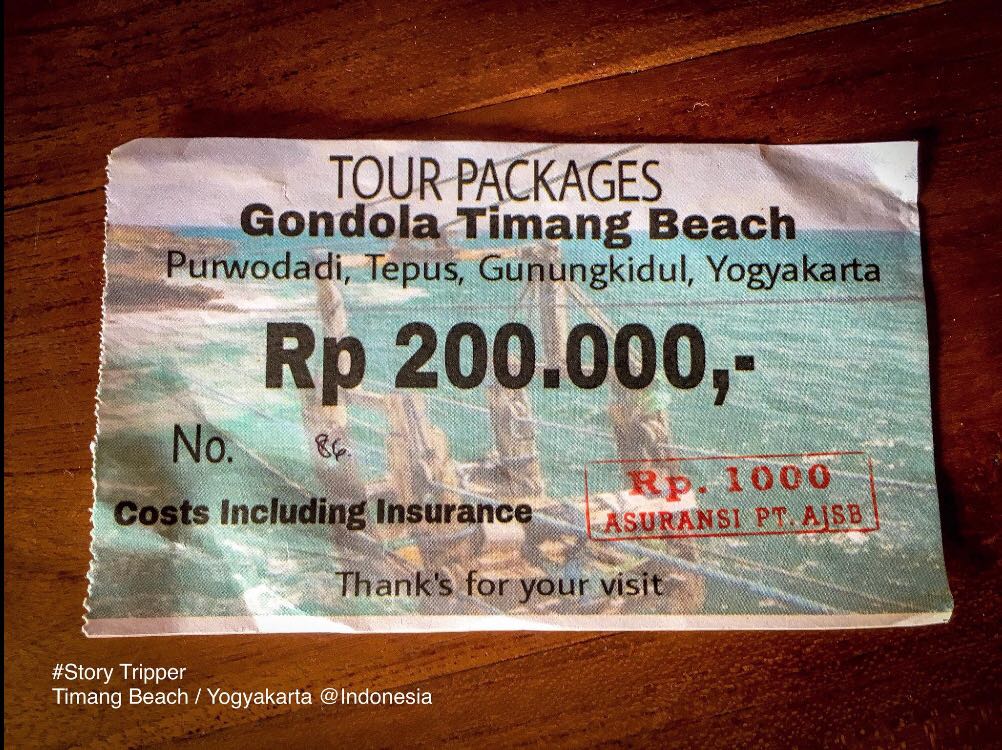 TOUR PACKAGES
Gondola Timang Beach
Purwodadi, Tepus, Gunungkidul, Yogyakarta
Rp 200.000,-
No. 86.
Rp. 1000
Costs Including Insurance
ASURANSI PT. AJSB
Thank's for your visit
#Story Tripper
Timang Beach / Yogyakarta @Indonesia